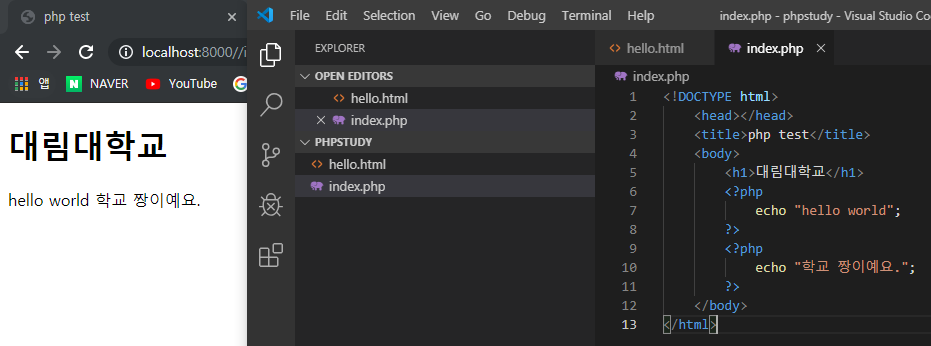 php test
localhost:8000//i
앱 NAVER YouTube
대림대학교
hello world 학교 짱이예요.
File Edit Selection View Go Debug Terminal Help index.php - phpstudy - Visual Studio Co
EXPLORER
OPEN EDITORS
hello.html
index.php
PHPSTUDY
hello.html
index.php
hello.html index.php
index.php
1 <!DOCTYPE html>
2 <head></head>
3 <title>php test</title>
4 <body>
5 <h1>대림대학교</h1>
6 <?php
7 echo "hello world";
8 ?>
9 <?php
10 echo "학교 짱이예요.";
11 ?>
12 </body>
13 </html>